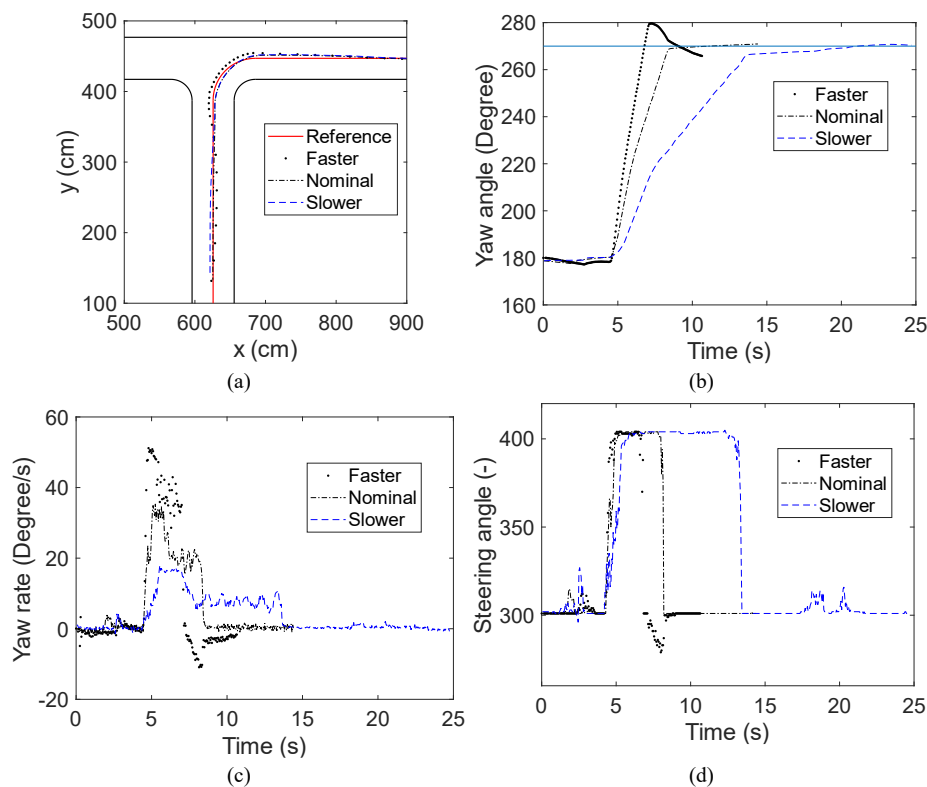 500
400
300
200
100
y (cm)
500
600
700
800
900
x (cm)
Reference
Faster
Nominal
Slower
(a)
280
260
240
220
200
180
160
Yaw angle (Degree)
0
5
10
15
20
25
Time (s)
Faster
Nominal
Slower
(b)
60
40
20
0
-20
Yaw rate (Degree/s)
0
5
10
15
20
25
Time (s)
Faster
Nominal
Slower
(c)
400
350
300
Steering angle (-)
0
5
10
15
20
25
Time (s)
Faster
Nominal
Slower
(d)